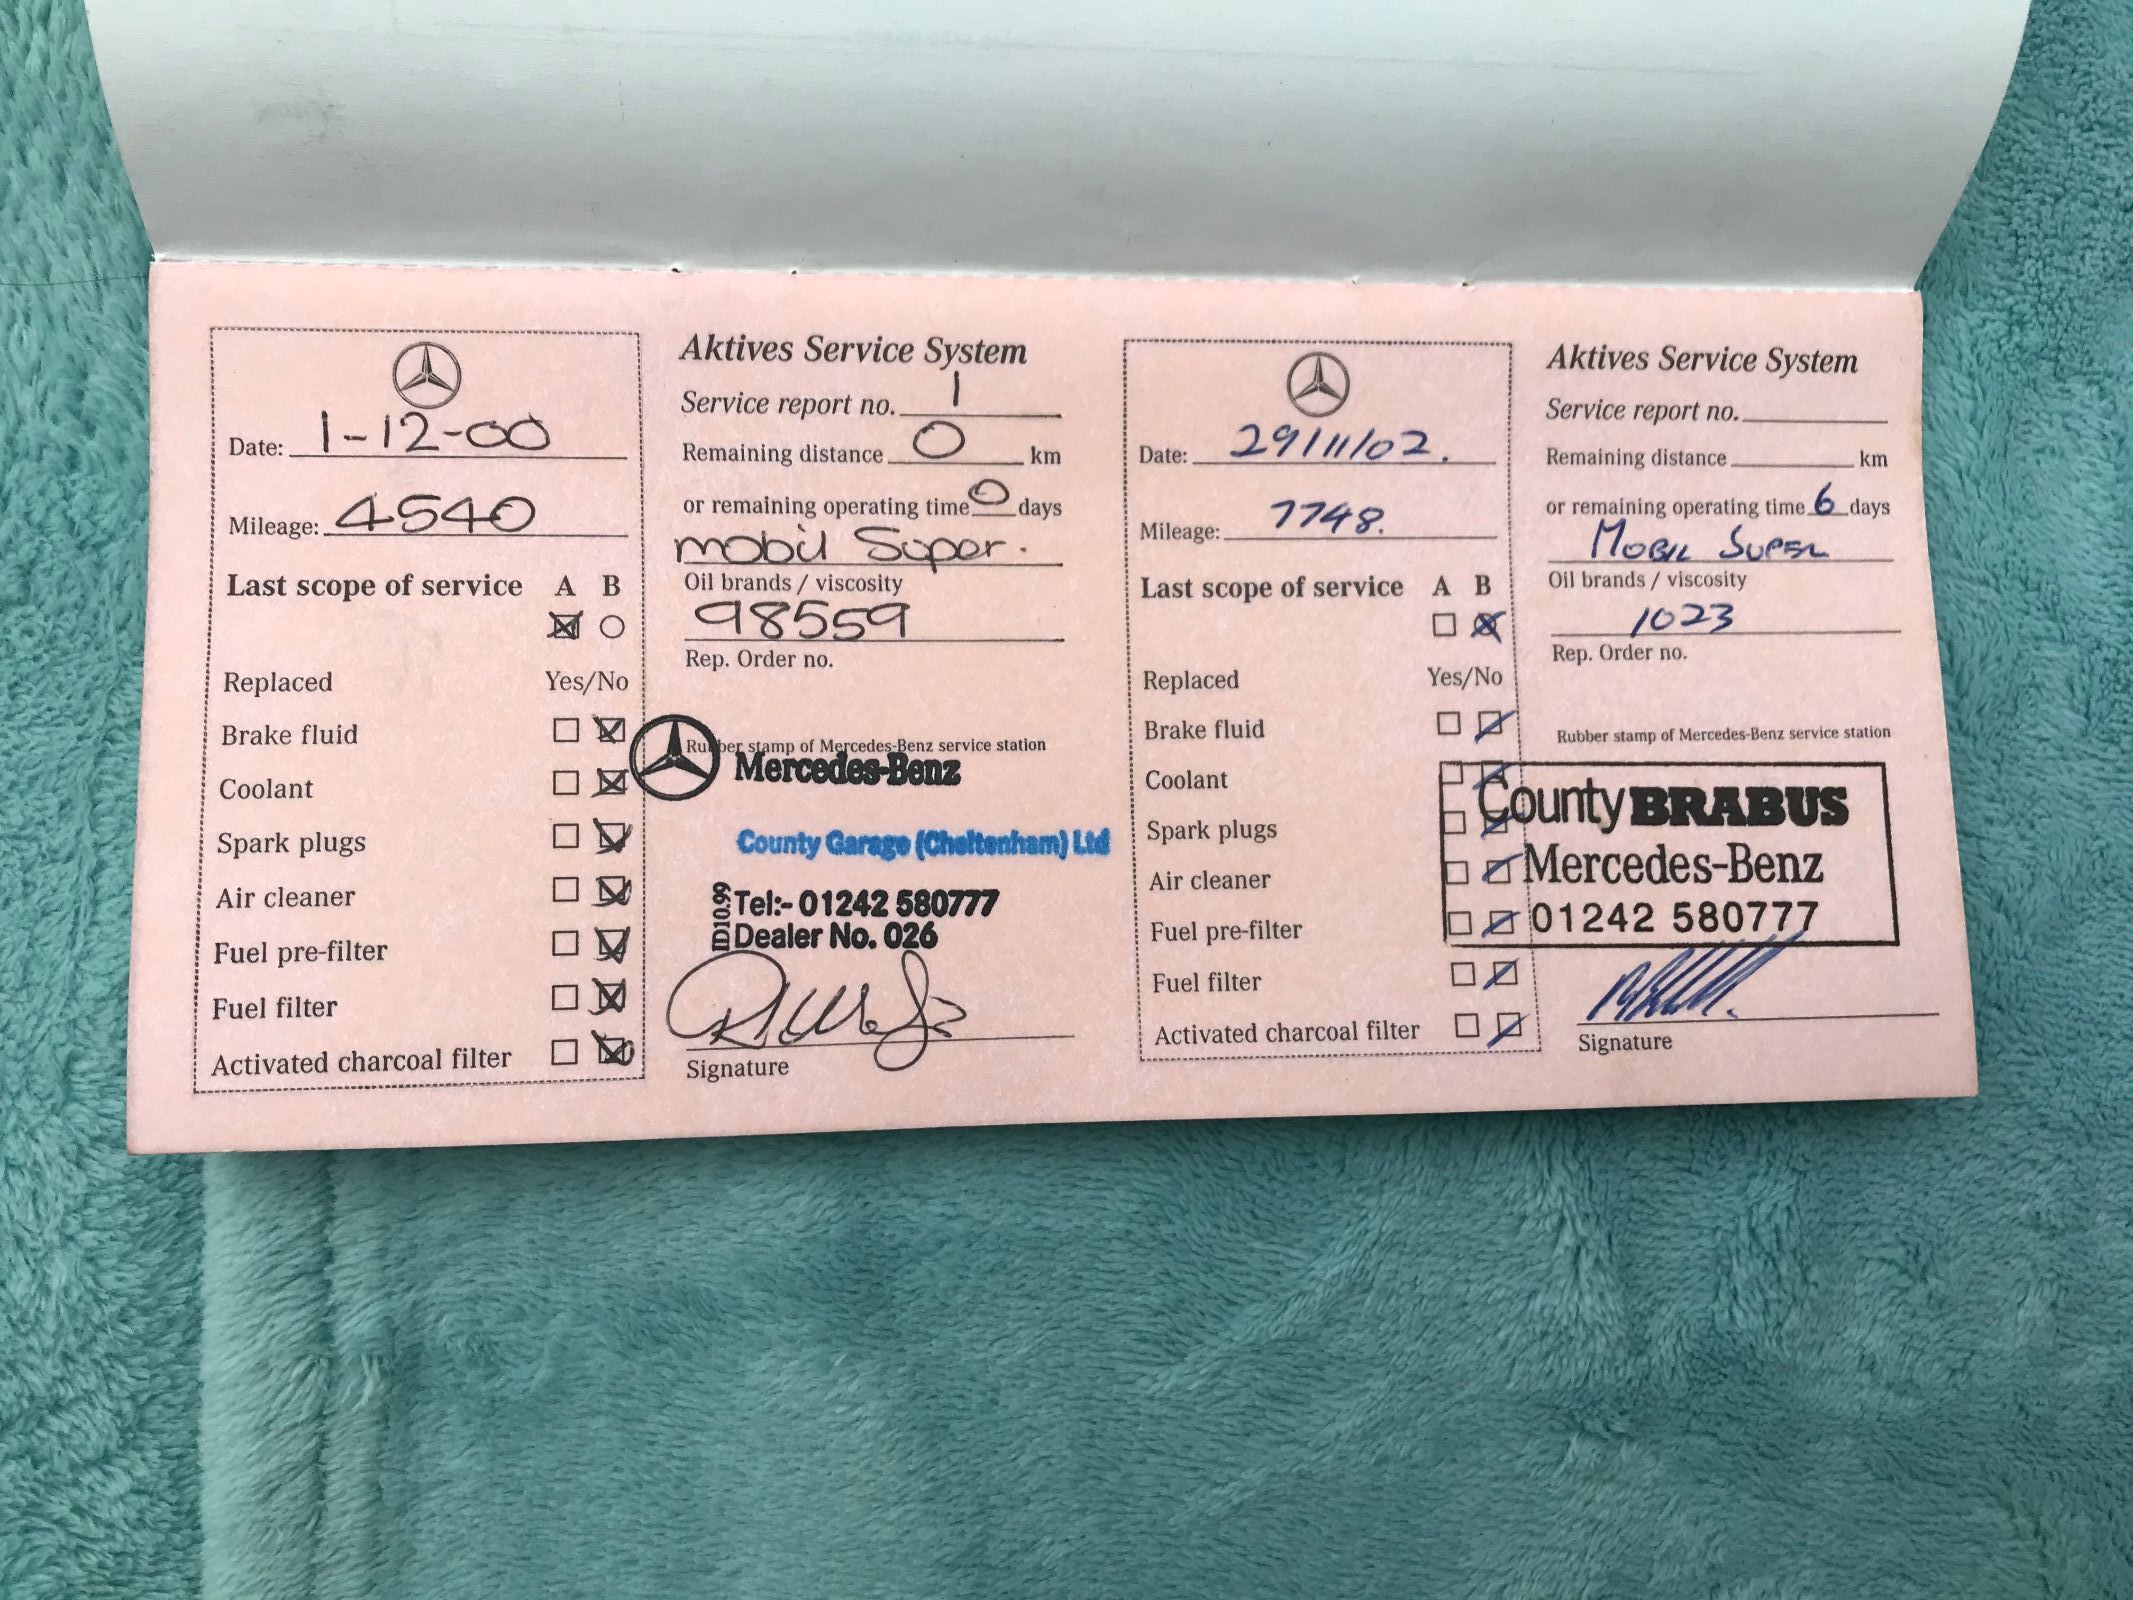 Date: 1-12-00
Mileage: 4540
Last scope of service A B
Replaced Yes/No
Brake fluid
Coolant
Spark plugs
Air cleaner
Fuel pre-filter
Fuel filter
Activated charcoal filter
Aktives Service System
Service report no. 1
Remaining distance 0 km
or remaining operating time 0 days
mobil Super.
Oil brands / viscosity
98559
Rep. Order no.
Rubber stamp of Mercedes-Benz service station
Mercedes-Benz
County Garage (Cheltenham) Ltd
ID10.99
Tel:- 01242 580777
Dealer No. 026
Signature
Date: 29/11/02.
Mileage: 7748.
Last scope of service A B
Replaced Yes/No
Brake fluid
Coolant
Spark plugs
Air cleaner
Fuel pre-filter
Fuel filter
Activated charcoal filter
Aktives Service System
Service report no.
Remaining distance km
or remaining operating time 6 days
MOBIL SUPER
Oil brands / viscosity
1023
Rep. Order no.
Rubber stamp of Mercedes-Benz service station
County BRABUS
Mercedes-Benz
01242 580777
Signature